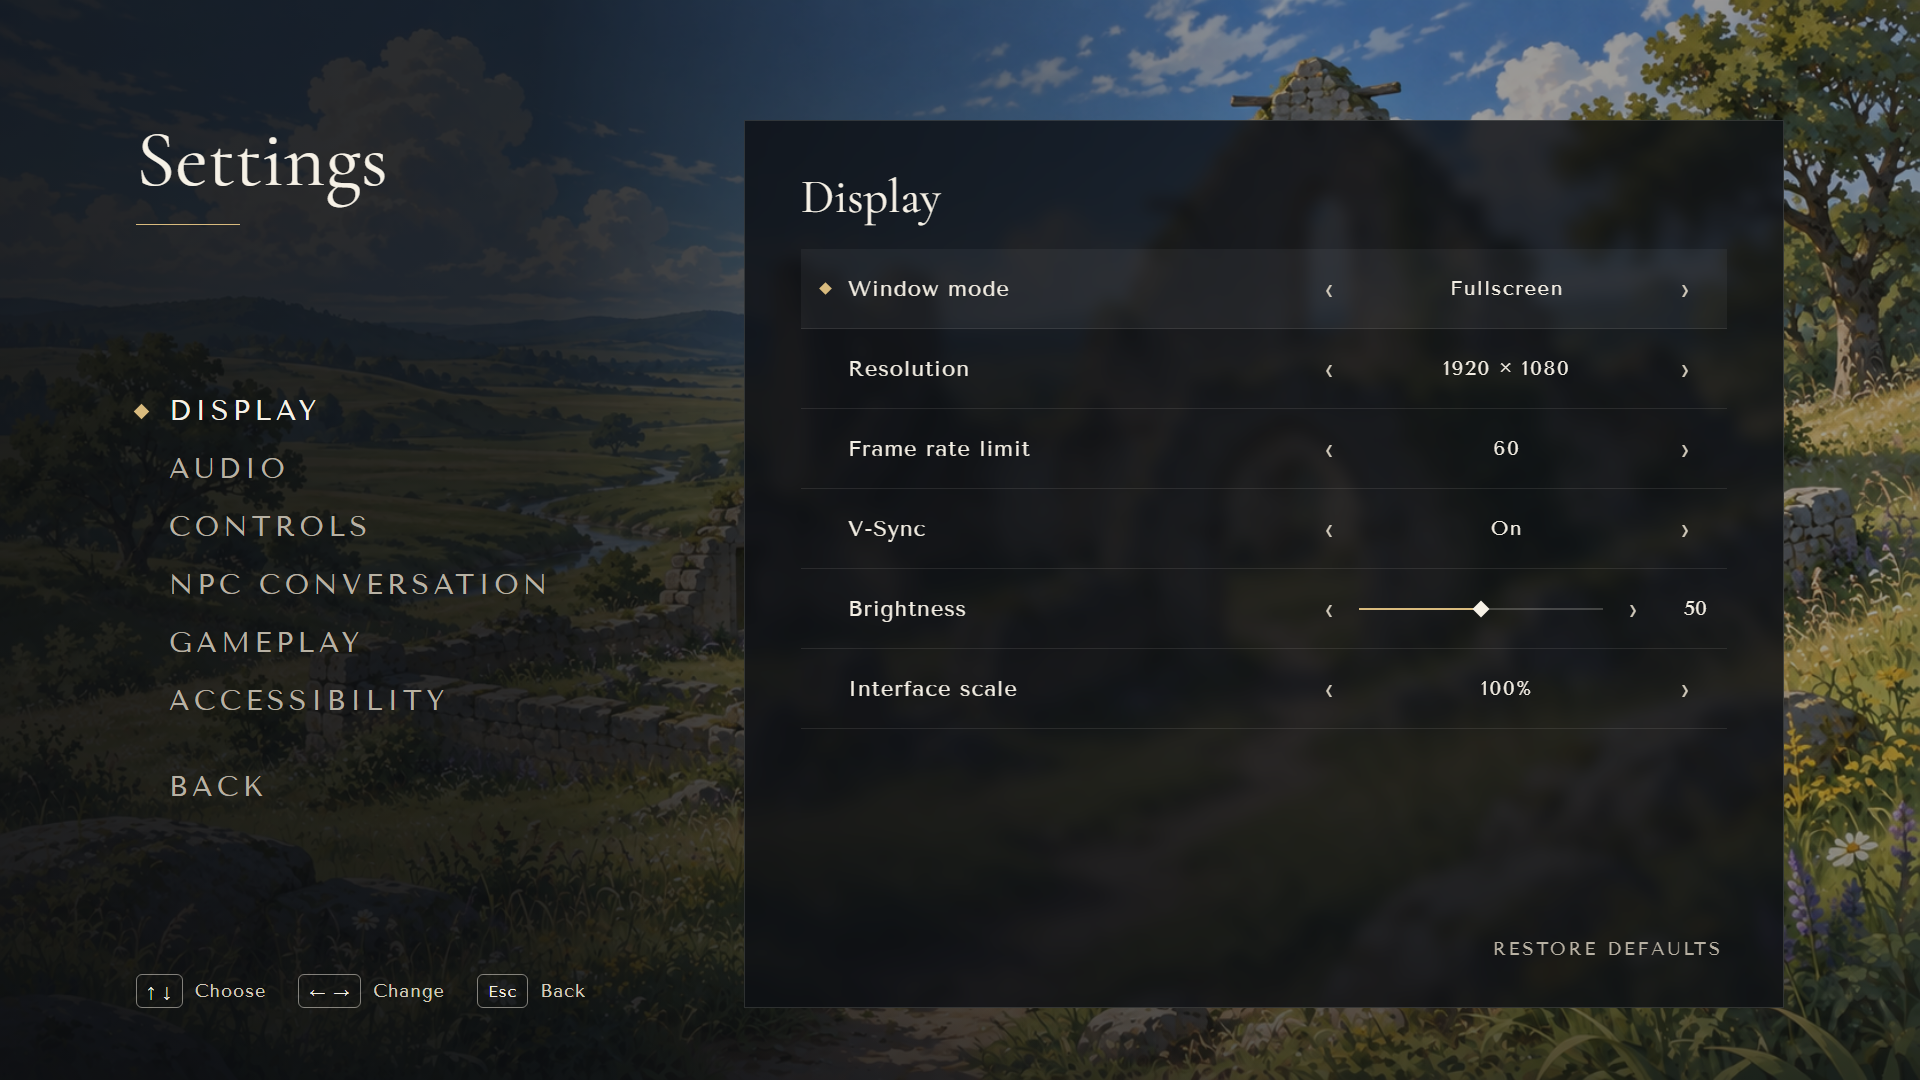 Settings
DISPLAY
AUDIO
CONTROLS
NPC CONVERSATION
GAMEPLAY
ACCESSIBILITY
BACK
↑ ↓ Choose ← → Change Esc Back
Display
Window mode ‹ Fullscreen ›
Resolution ‹ 1920 × 1080 ›
Frame rate limit ‹ 60 ›
V-Sync ‹ On ›
Brightness ‹ › 50
Interface scale ‹ 100% ›
RESTORE DEFAULTS